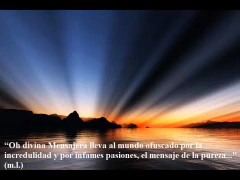 “Oh divina Mensajera lleva al mundo ofuscado por la
incredulidad y por infames pasiones, el mensaje de la pureza...”
(m.l.)